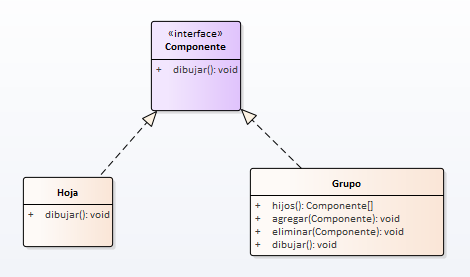 «interface»
Componente
+ dibujar(): void
Hoja
+ dibujar(): void
Grupo
+ hijos(): Componente[]
+ agregar(Componente): void
+ eliminar(Componente): void
+ dibujar(): void